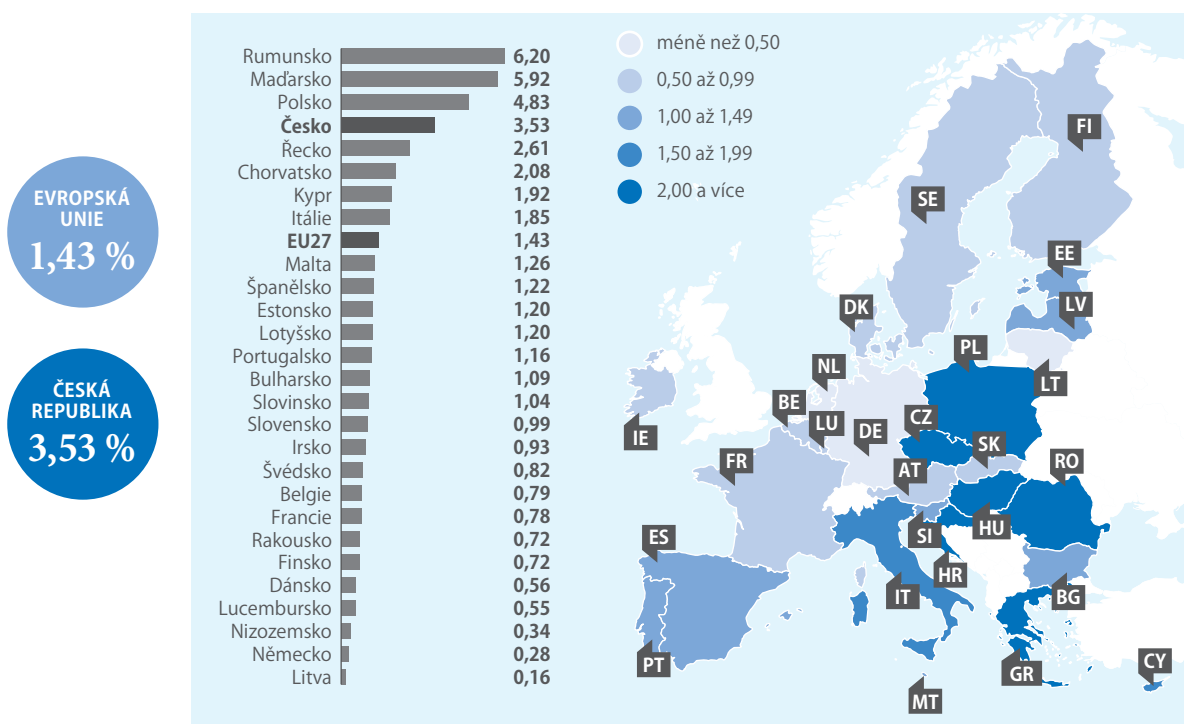 EVROPSKÁ
UNIE
1,43 %
ČESKÁ
REPUBLIKA
3,53 %
Rumunsko 6,20
Maďarsko 5,92
Polsko 4,83
Česko 3,53
Řecko 2,61
Chorvatsko 2,08
Kypr 1,92
Itálie 1,85
EU27 1,43
Malta 1,26
Španělsko 1,22
Estonsko 1,20
Lotyšsko 1,20
Portugalsko 1,16
Bulharsko 1,09
Slovinsko 1,04
Slovensko 0,99
Irsko 0,93
Švédsko 0,82
Belgie 0,79
Francie 0,78
Rakousko 0,72
Finsko 0,72
Dánsko 0,56
Lucembursko 0,55
Nizozemsko 0,34
Německo 0,28
Litva 0,16
méně než 0,50
0,50 až 0,99
1,00 až 1,49
1,50 až 1,99
2,00 a více
FI
SE
EE
LV
DK
PL
NL
LT
BE
CZ
IE
LU
DE
SK
FR
AT
RO
ES
SI
HU
HR
IT
BG
PT
GR
CY
MT